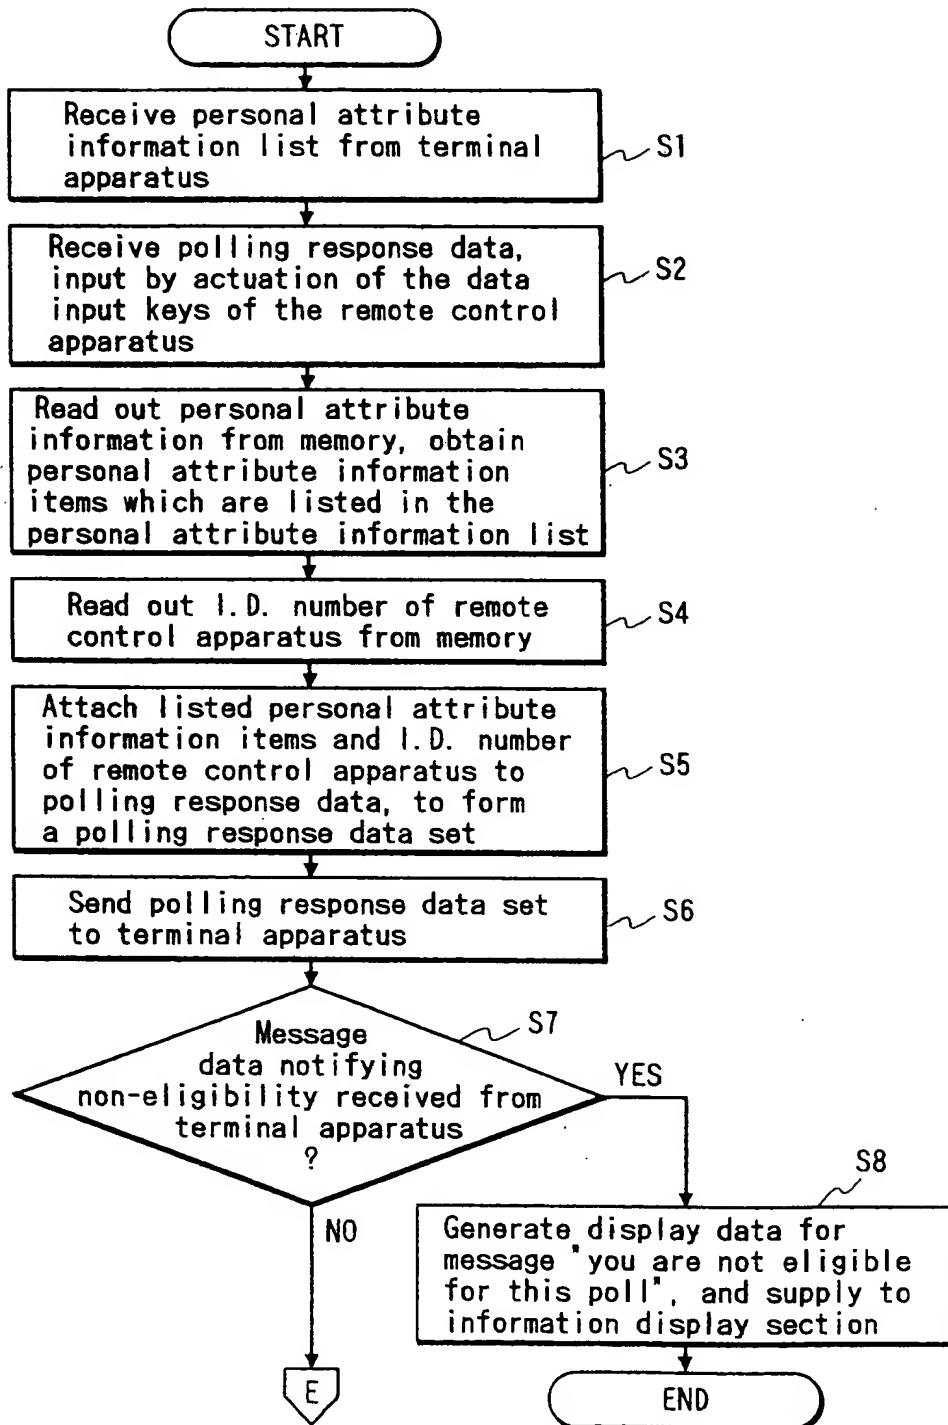 START
Receive personal attribute
information list from terminal
apparatus
S1
Receive polling response data,
input by actuation of the data
input keys of the remote control
apparatus
S2
Read out personal attribute
information from memory, obtain
personal attribute information
items which are listed in the
personal attribute information list
S3
Read out I.D. number of remote
control apparatus from memory
S4
Attach listed personal attribute
information items and I.D. number
of remote control apparatus to
polling response data, to form
a polling response data set
S5
Send polling response data set
to terminal apparatus
S6
Message
data notifying
non-eligibility received from
terminal apparatus
?
S7
YES
NO
S8
Generate display data for
message "you are not eligible
for this poll", and supply to
information display section
E
END